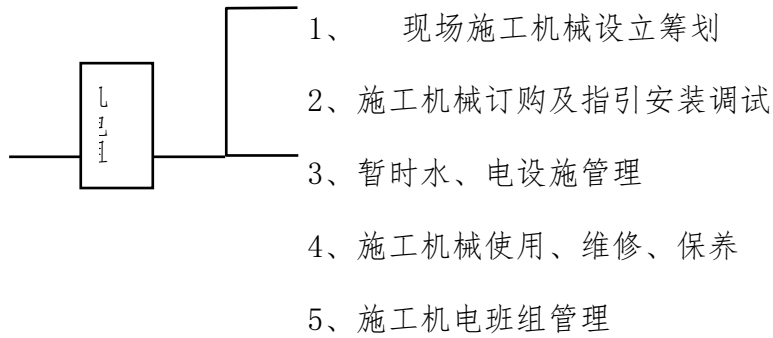 1、 现场施工机械设立筹划
2、施工机械订购及指引安装调试
3、暂时水、电设施管理
4、施工机械使用、维修、保养
5、施工机电班组管理